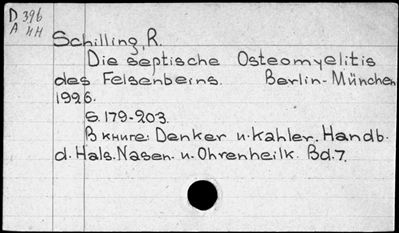 D 396
A ЧН
Schilling, R.
Die septische Osteomyelitis
des Felsenbeins. Berlin-München
1926.
S. 179-203.
В книге: Denker u. Kahler. Handb.
d. Hals. Nasen. u. Ohrenheilk. Bd. 7.